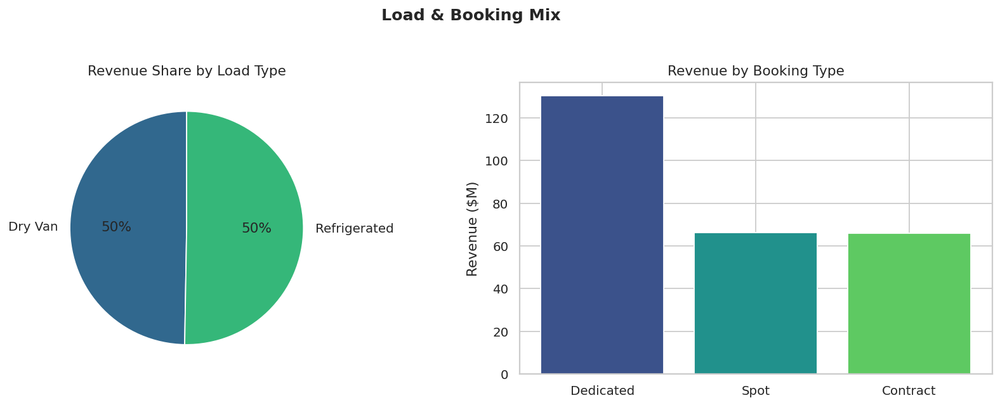 Load & Booking Mix
Revenue Share by Load Type
Dry Van
50%
50%
Refrigerated
Revenue by Booking Type
Revenue ($M)
120
100
80
60
40
20
0
Dedicated
Spot
Contract